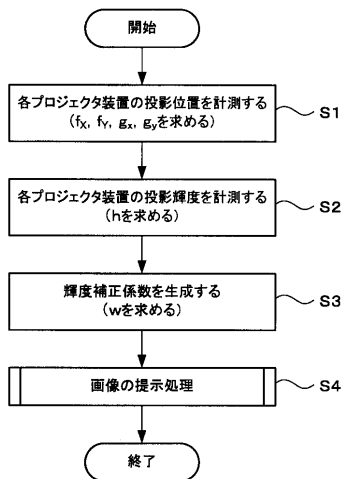 開始
各プロジェクタ装置の投影位置を計測する
(fX, fY, gx, gyを求める)
S1
各プロジェクタ装置の投影輝度を計測する
(hを求める)
S2
輝度補正係数を生成する
(wを求める)
S3
画像の提示処理
S4
終了